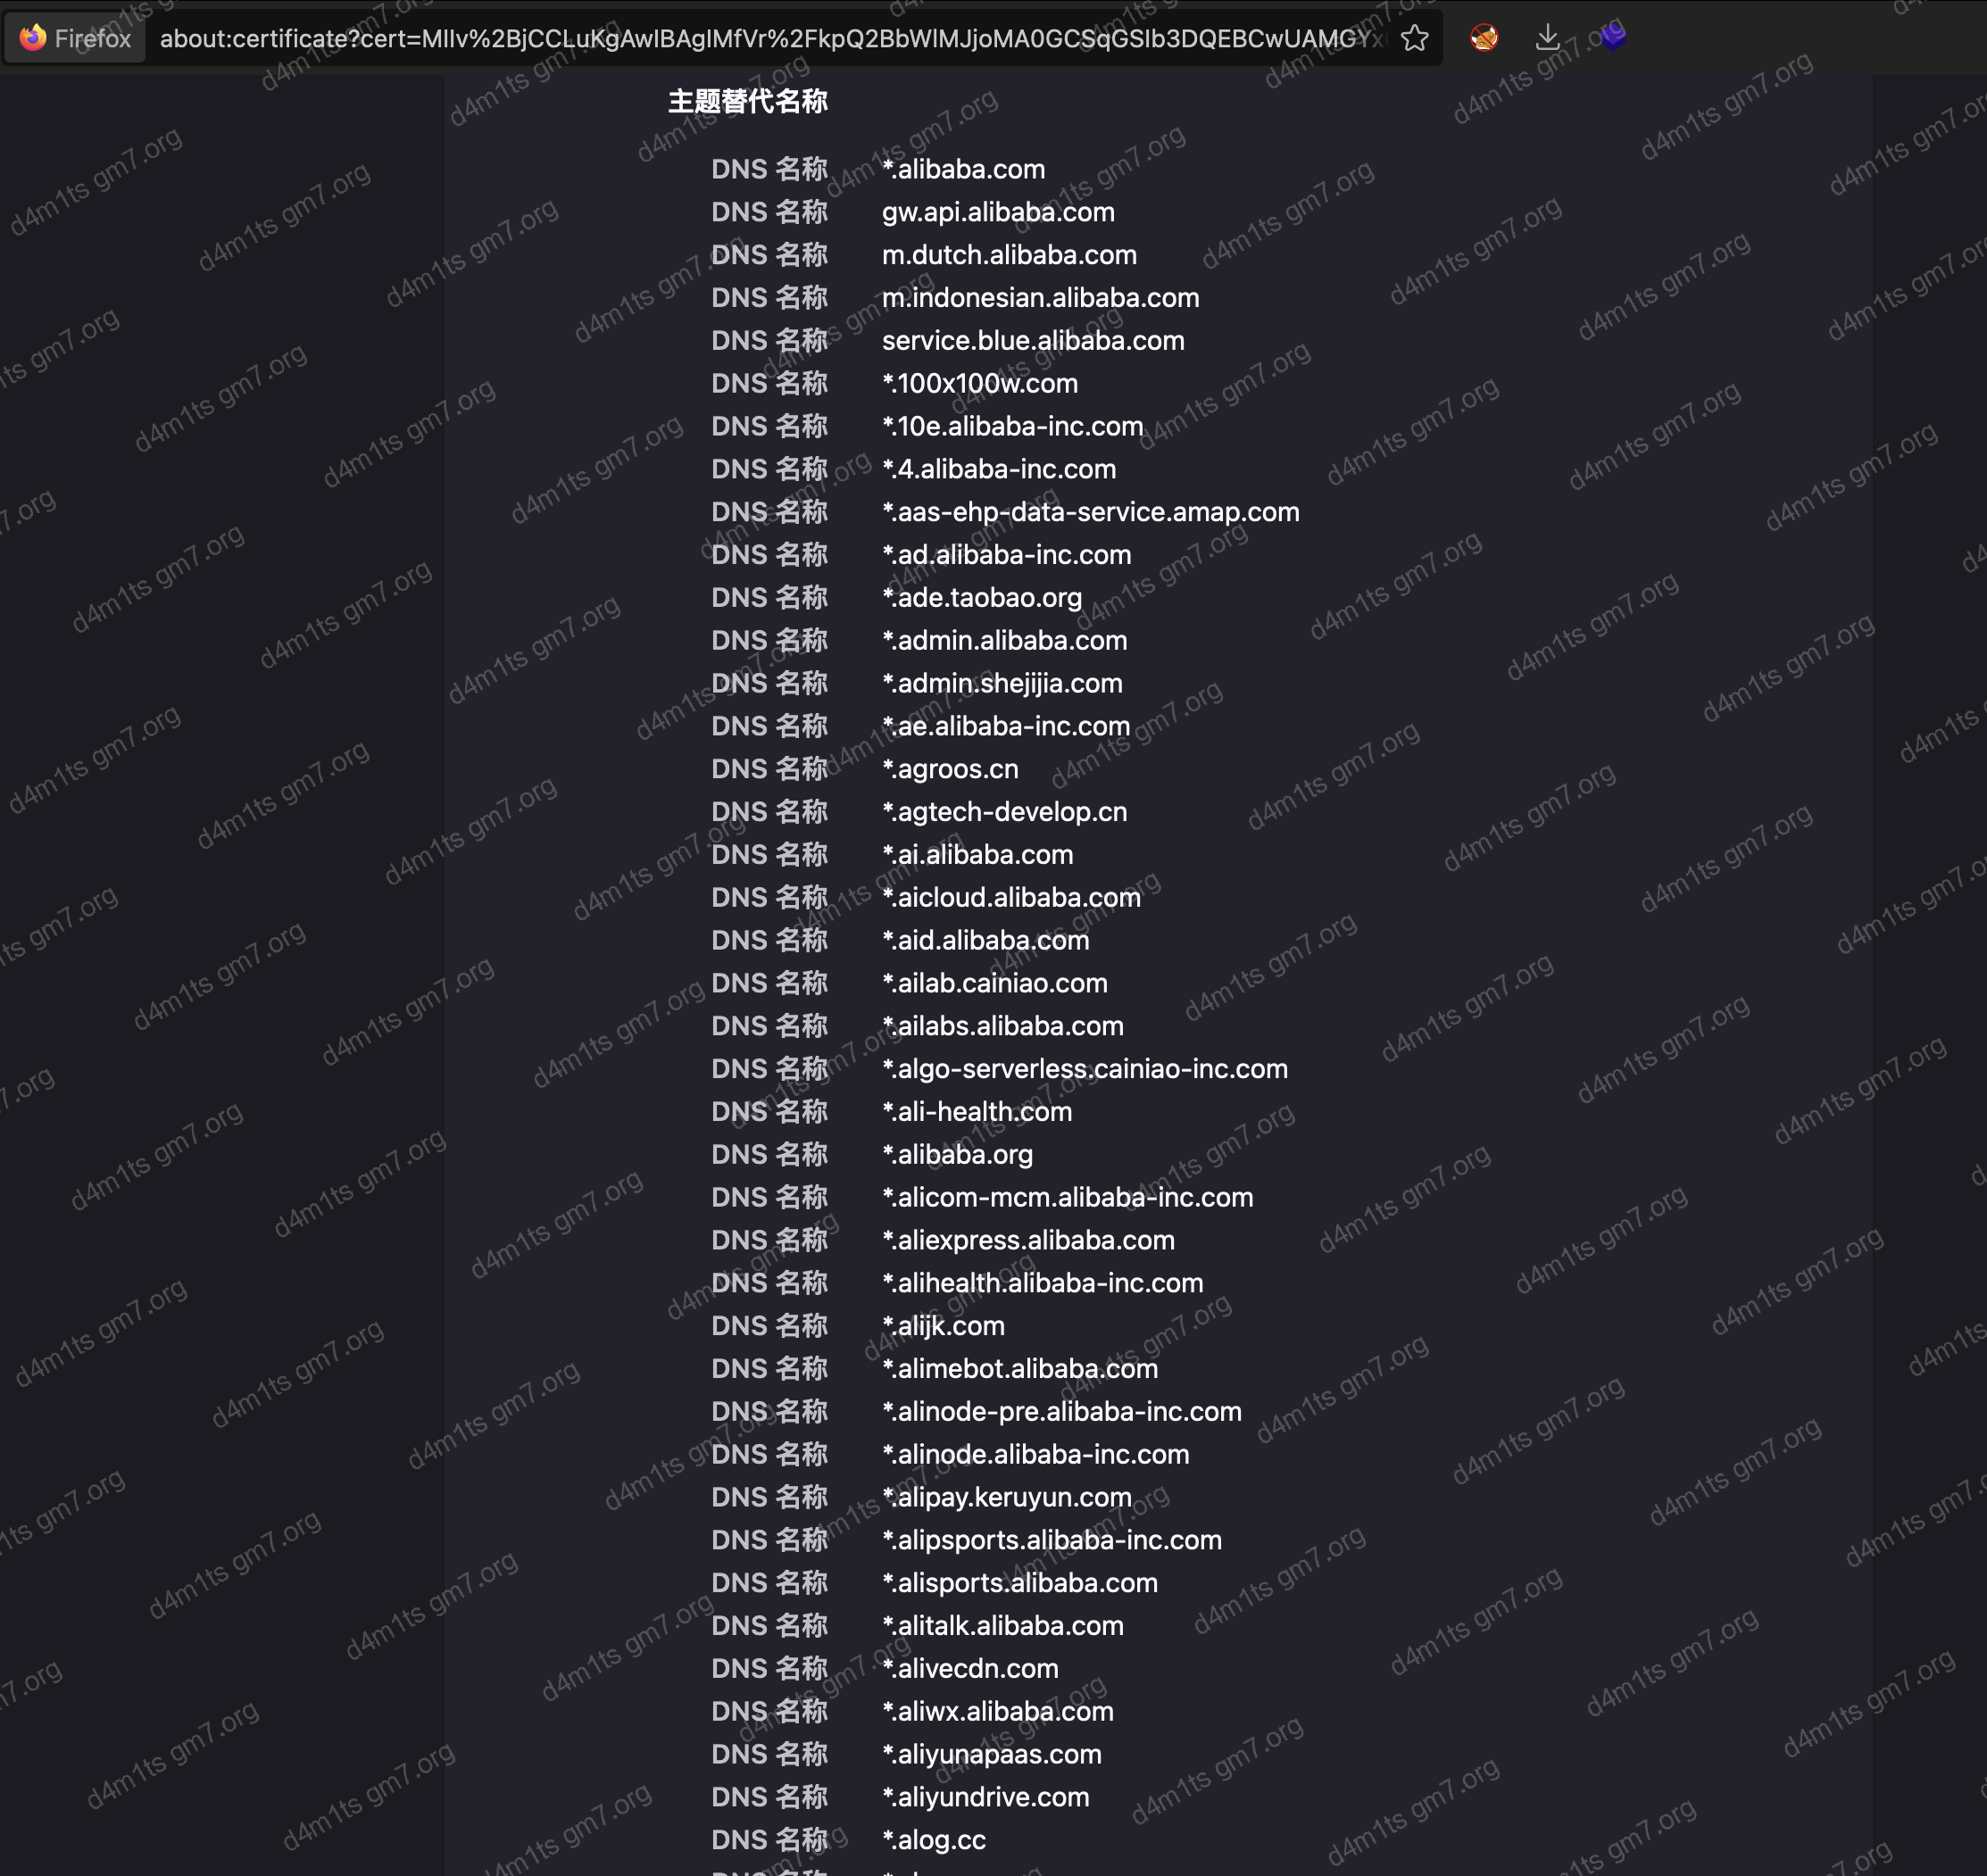 Firefox about:certificate?cert=MIIv%2BjCCLuKgAwIBAgIMfVr%2FkpQ2BbWlMJjoMA0GCSqGSIb3DQEBCwUAMGYx
主题替代名称
DNS 名称 *.alibaba.com
DNS 名称 gw.api.alibaba.com
DNS 名称 m.dutch.alibaba.com
DNS 名称 m.indonesian.alibaba.com
DNS 名称 service.blue.alibaba.com
DNS 名称 *.100x100w.com
DNS 名称 *.10e.alibaba-inc.com
DNS 名称 *.4.alibaba-inc.com
DNS 名称 *.aas-ehp-data-service.amap.com
DNS 名称 *.ad.alibaba-inc.com
DNS 名称 *.ade.taobao.org
DNS 名称 *.admin.alibaba.com
DNS 名称 *.admin.shejijia.com
DNS 名称 *.ae.alibaba-inc.com
DNS 名称 *.agroos.cn
DNS 名称 *.agtech-develop.cn
DNS 名称 *.ai.alibaba.com
DNS 名称 *.aicloud.alibaba.com
DNS 名称 *.aid.alibaba.com
DNS 名称 *.ailab.cainiao.com
DNS 名称 *.ailabs.alibaba.com
DNS 名称 *.algo-serverless.cainiao-inc.com
DNS 名称 *.ali-health.com
DNS 名称 *.alibaba.org
DNS 名称 *.alicom-mcm.alibaba-inc.com
DNS 名称 *.aliexpress.alibaba.com
DNS 名称 *.alihealth.alibaba-inc.com
DNS 名称 *.alijk.com
DNS 名称 *.alimebot.alibaba.com
DNS 名称 *.alinode-pre.alibaba-inc.com
DNS 名称 *.alinode.alibaba-inc.com
DNS 名称 *.alipay.keruyun.com
DNS 名称 *.alipsports.alibaba-inc.com
DNS 名称 *.alisports.alibaba.com
DNS 名称 *.alitalk.alibaba.com
DNS 名称 *.alivecdn.com
DNS 名称 *.aliwx.alibaba.com
DNS 名称 *.aliyunapaas.com
DNS 名称 *.aliyundrive.com
DNS 名称 *.alog.cc
d4m1ts gm7.org